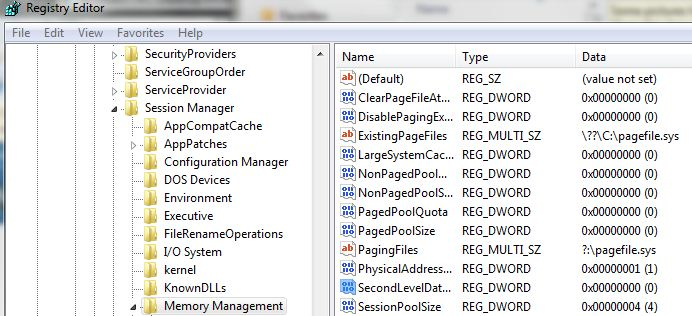 Registry Editor
File Edit View Favorites Help
SecurityProviders
ServiceGroupOrder
ServiceProvider
Session Manager
AppCompatCache
AppPatches
Configuration Manager
DOS Devices
Environment
Executive
FileRenameOperations
I/O System
kernel
KnownDLLs
Memory Management
Name Type Data
(Default) REG_SZ (value not set)
ClearPageFileAt... REG_DWORD 0x00000000 (0)
DisablePagingEx... REG_DWORD 0x00000000 (0)
ExistingPageFiles REG_MULTI_SZ \??\C:\pagefile.sys
LargeSystemCac... REG_DWORD 0x00000000 (0)
NonPagedPool... REG_DWORD 0x00000000 (0)
NonPagedPoolS... REG_DWORD 0x00000000 (0)
PagedPoolQuota REG_DWORD 0x00000000 (0)
PagedPoolSize REG_DWORD 0x00000000 (0)
PagingFiles REG_MULTI_SZ ?:\pagefile.sys
PhysicalAddress... REG_DWORD 0x00000001 (1)
SecondLevelDat... REG_DWORD 0x00000000 (0)
SessionPoolSize REG_DWORD 0x00000004 (4)